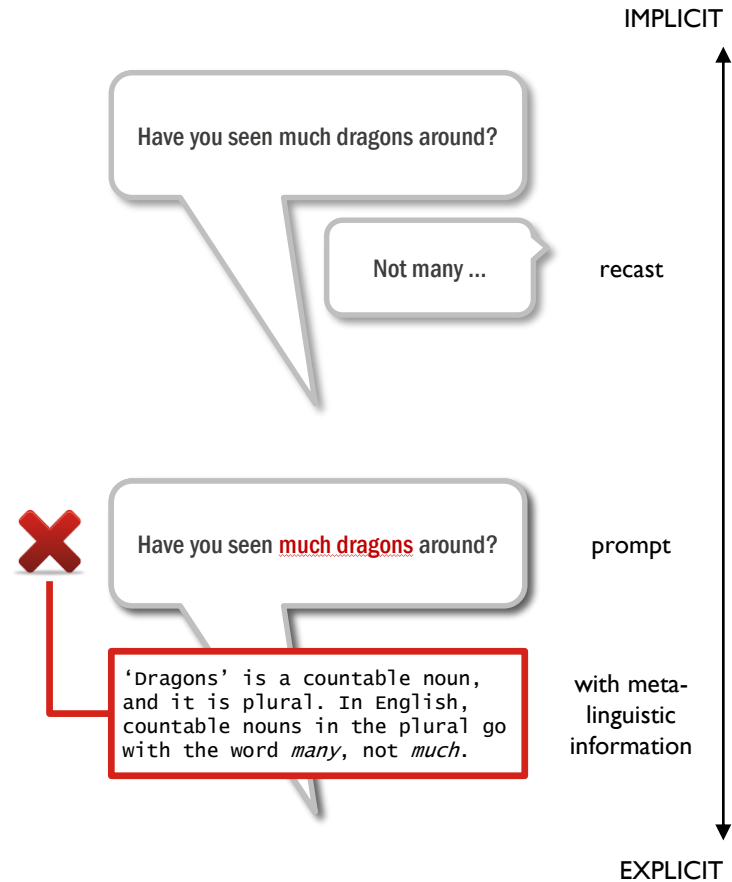 IMPLICIT
Have you seen much dragons around?
Not many ...
recast
Have you seen much dragons around?
prompt
‘Dragons’ is a countable noun,
and it is plural. In English,
countable nouns in the plural go
with the word many, not much.
with meta-
linguistic
information
EXPLICIT